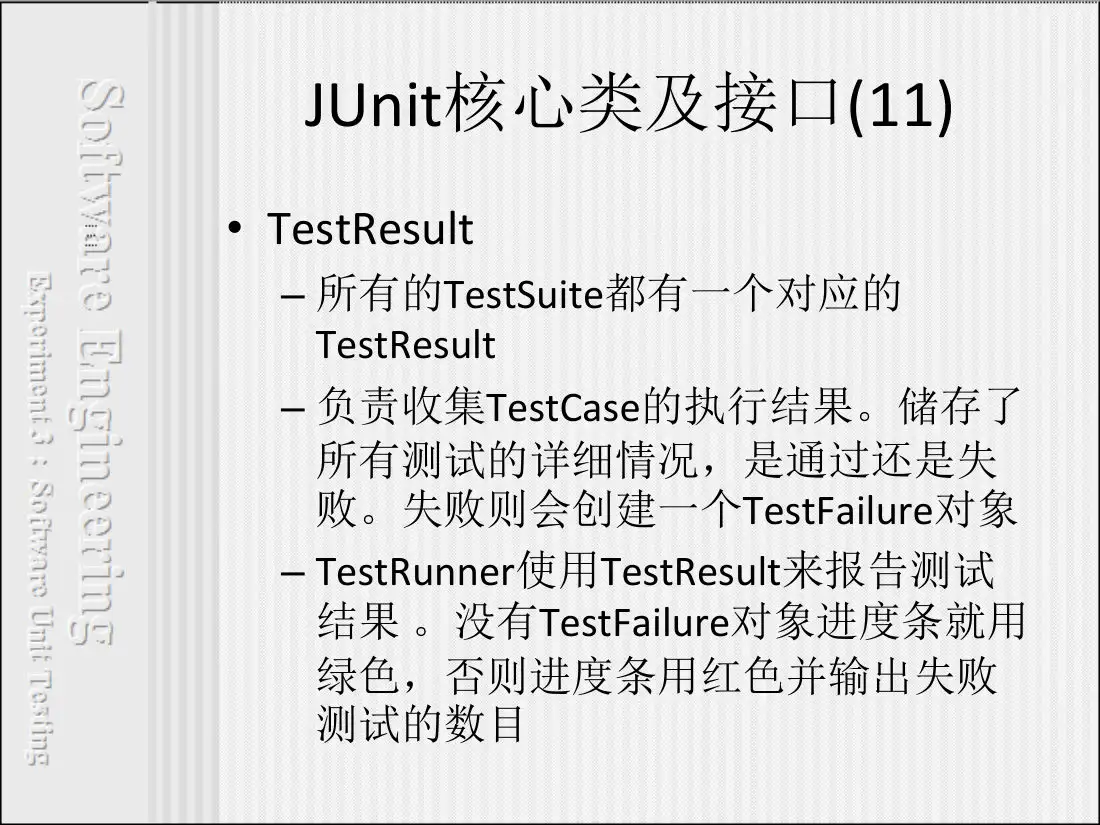 JUnit核心类及接口(11)
• TestResult
– 所有的TestSuite都有一个对应的
TestResult
– 负责收集TestCase的执行结果。储存了
所有测试的详细情况，是通过还是失
败。失败则会创建一个TestFailure对象
– TestRunner使用TestResult来报告测试
结果 。没有TestFailure对象进度条就用
绿色，否则进度条用红色并输出失败
测试的数目
Software Engineering
Experiment 3 : Software Unit Testing